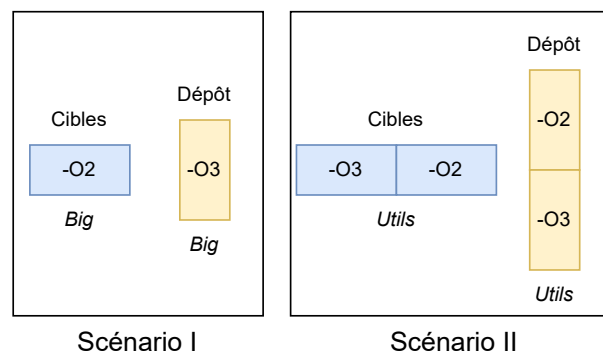 Cibles
-O2
Big
Dépôt
-O3
Big
Scénario I
Cibles
-O3
-O2
Utils
Dépôt
-O2
-O3
Utils
Scénario II